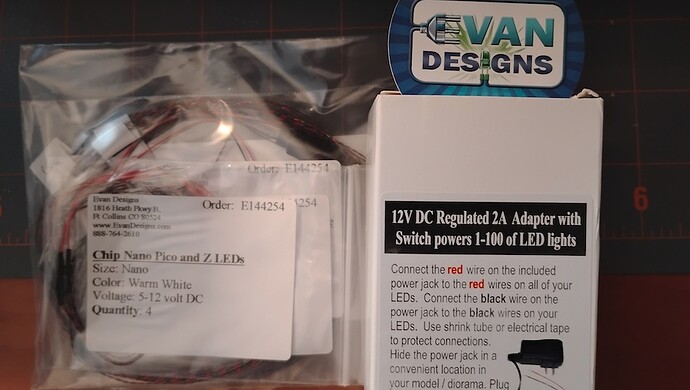 EVAN
DESIGNS
Order: E144254
254
Evan Designs
Order: E144254
1816 Heath Pkwy B,
Ft Collins CO 80524
www.EvanDesigns.com
888-764-2610
Chip Nano Pico and Z LEDs
Size: Nano
Color: Warm White
Voltage: 5-12 volt DC
Quantity: 4
12V DC Regulated 2A Adapter with
Switch powers 1-100 of LED lights
Connect the red wire on the included
power jack to the red wires on all of your
LEDs. Connect the black wire on the
power jack to the black wires on your
LEDs. Use shrink tube or electrical tape
to protect connections.
Hide the power jack in a
convenient location in
your model / diorama. Plug
6